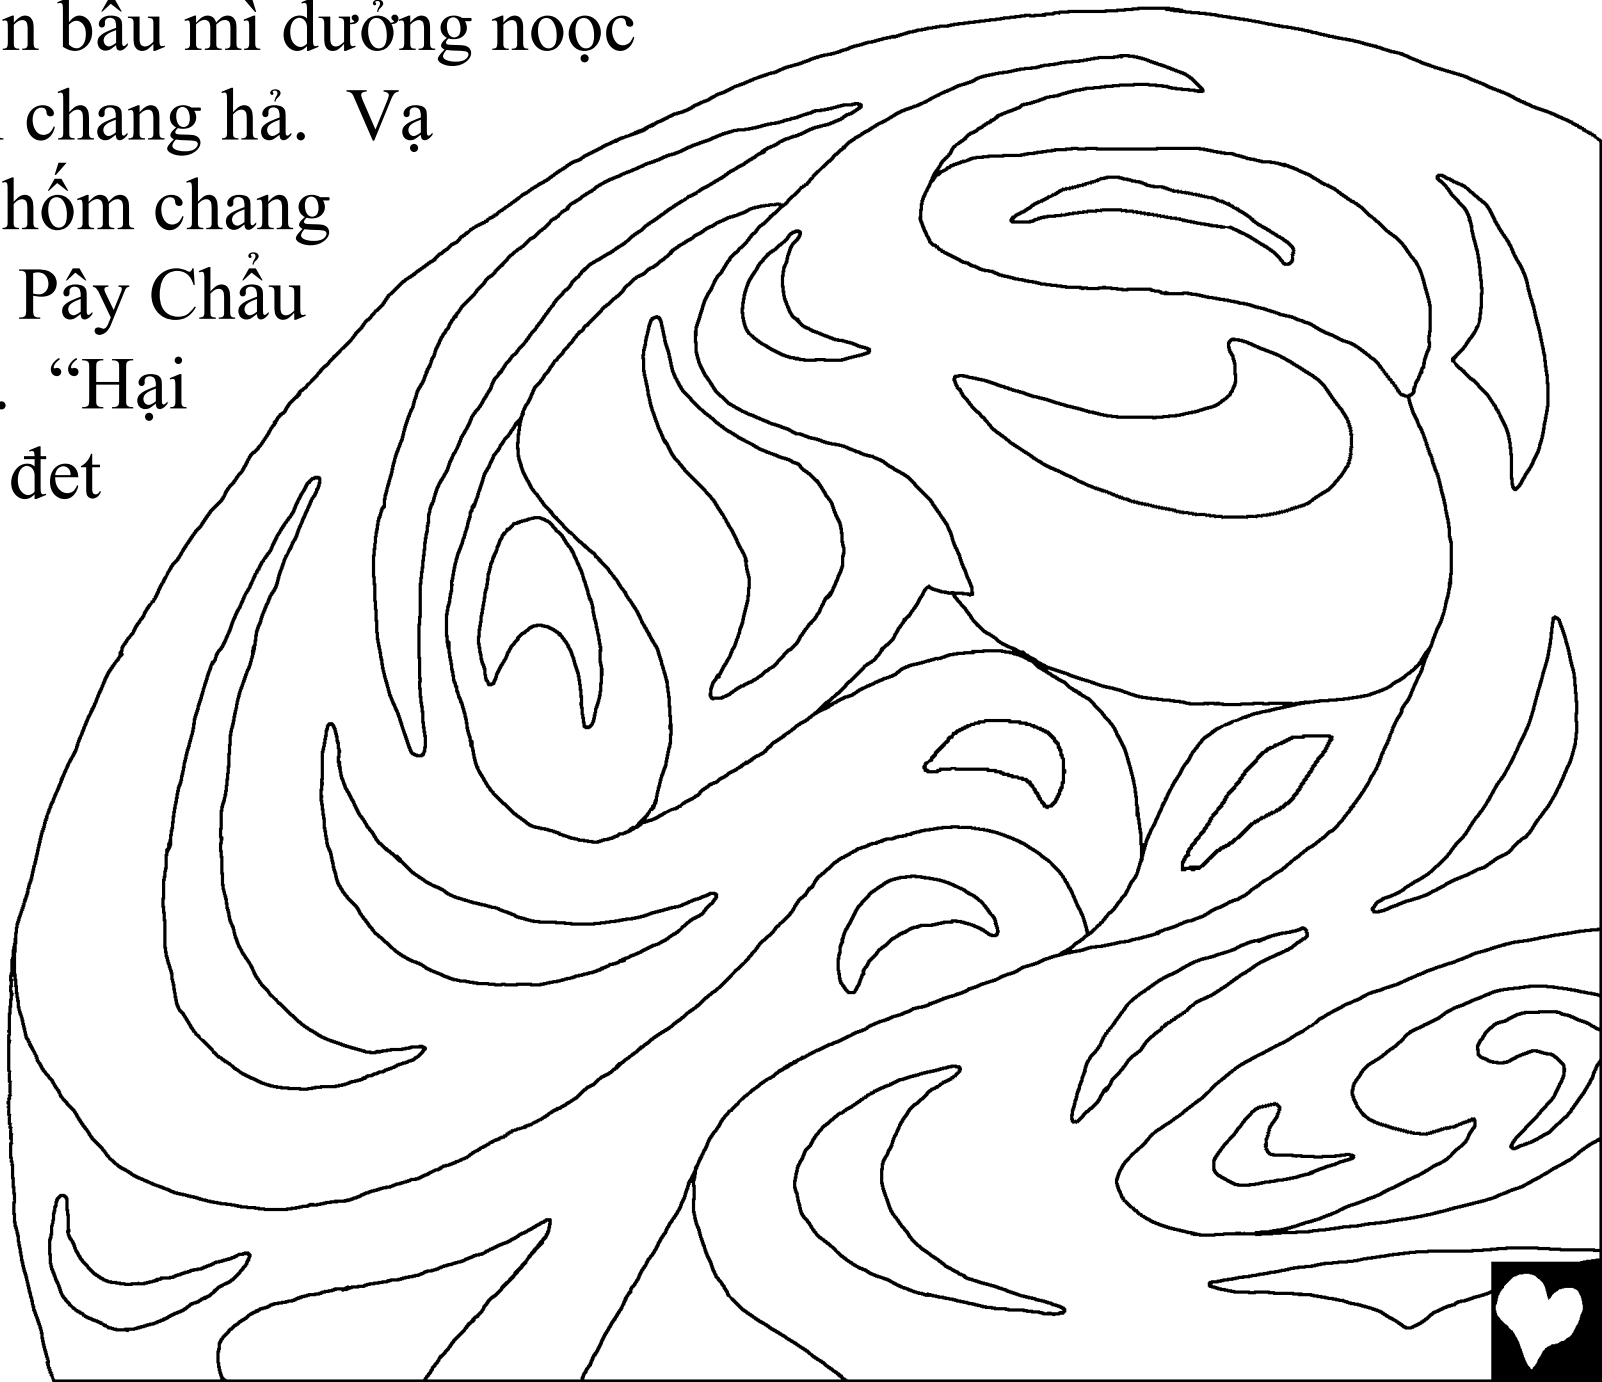 n bâu mì dưởng noọc
chang hả. Vạ
hốm chang
Pây Chẩu
. “Hại
đet